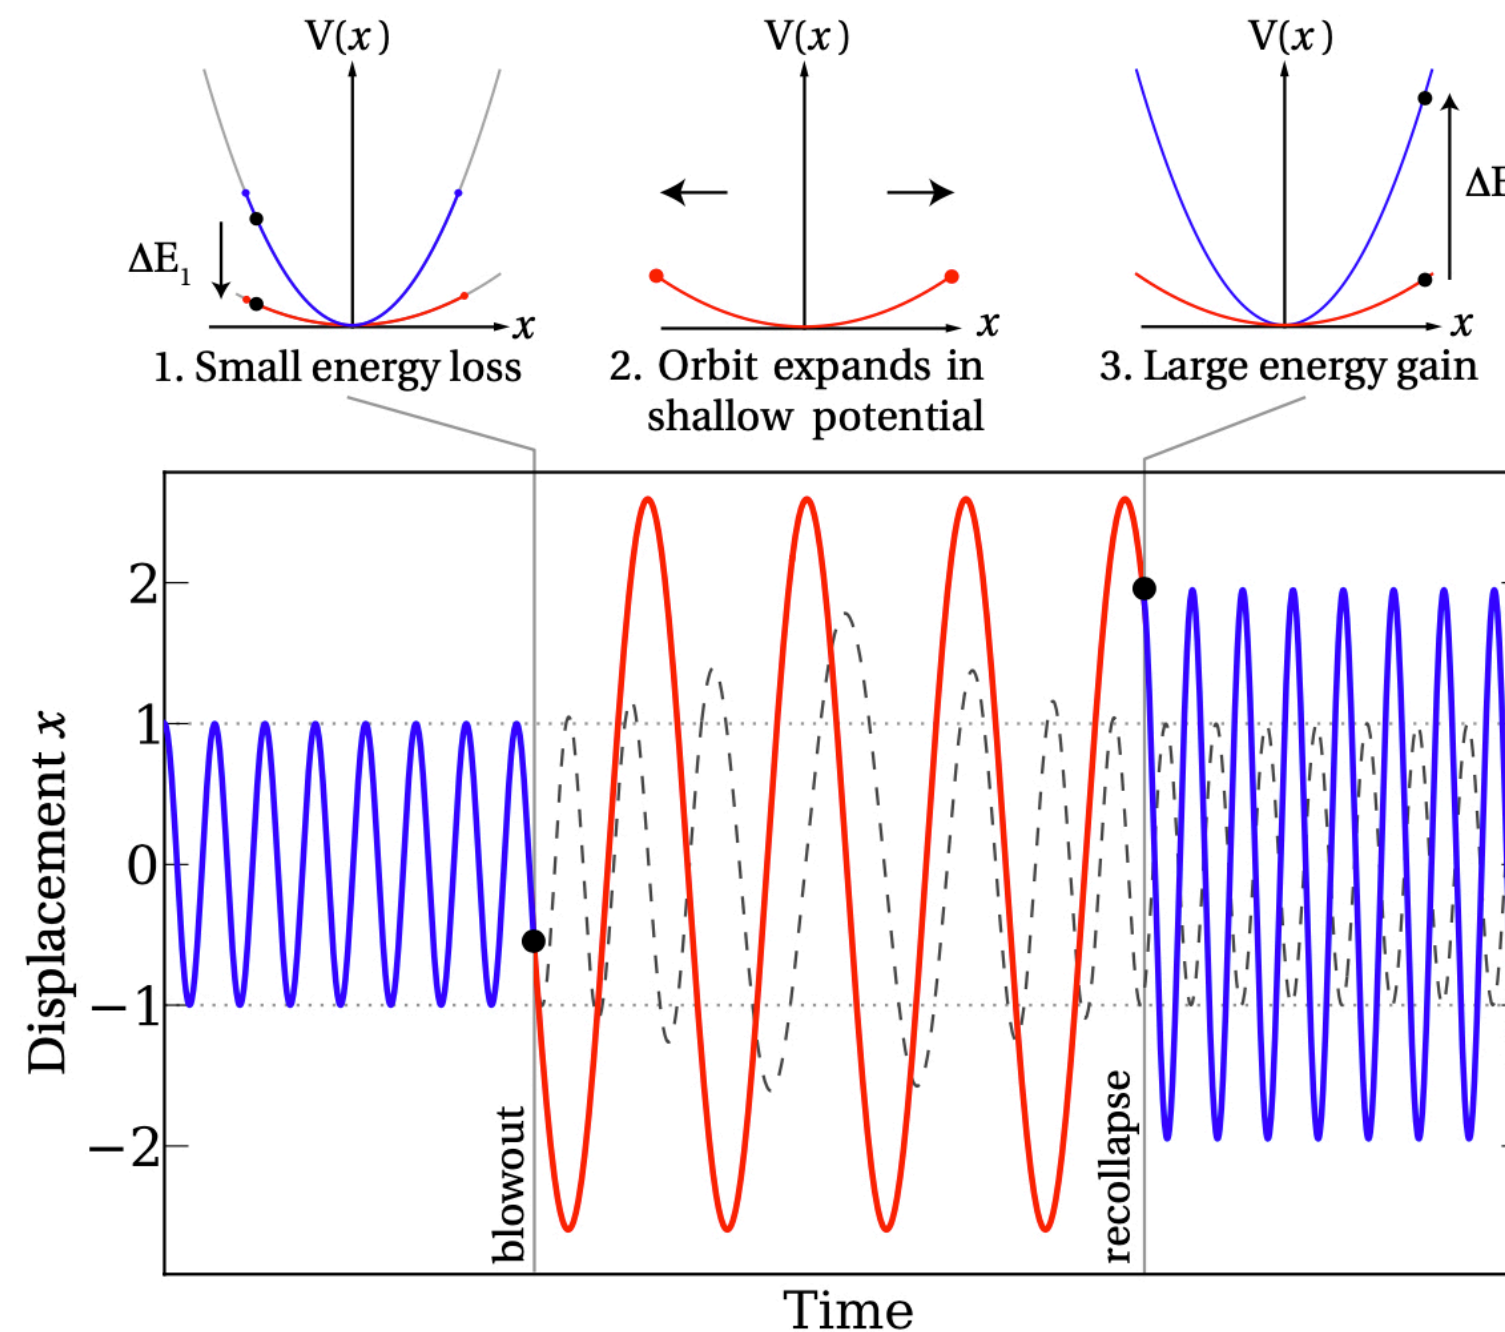 V(x)
V(x)
V(x)
ΔE₁
ΔE
x
x
x
1. Small energy loss
2. Orbit expands in
shallow potential
3. Large energy gain
2
1
0
−1
−2
Displacement x
blowout
recollapse
Time